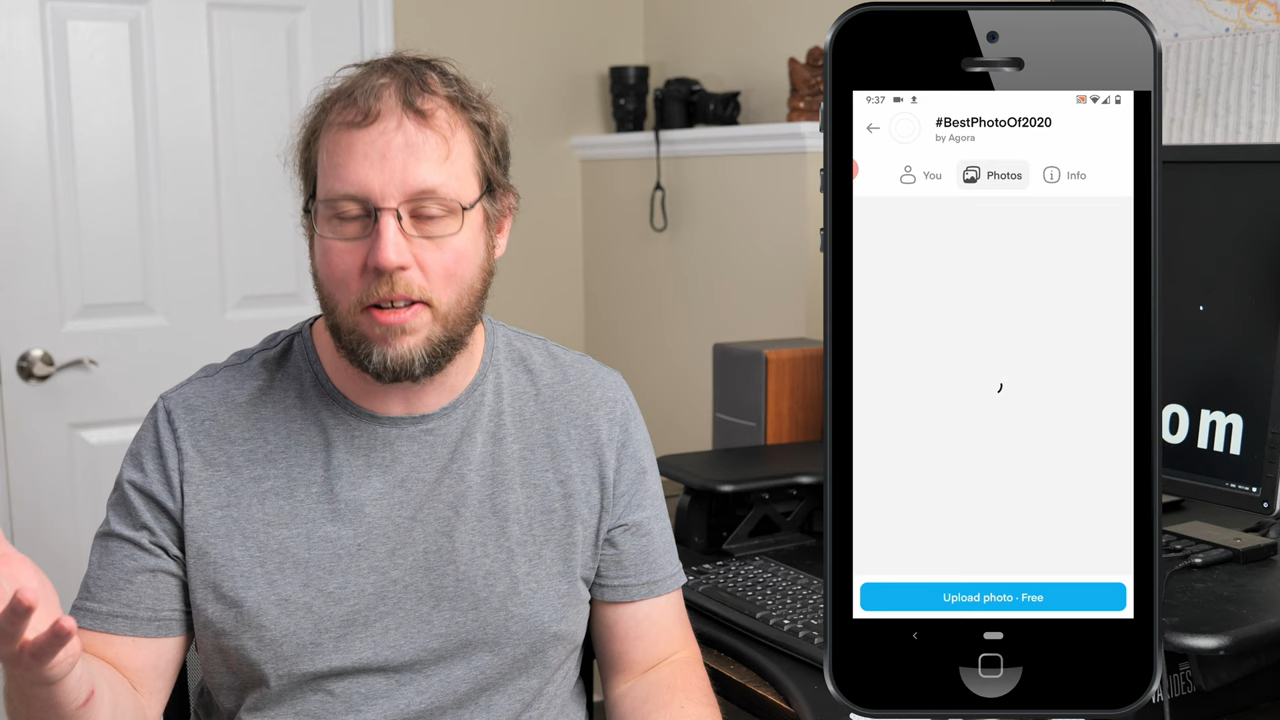 9:37
#BestPhotoOf2020
by Agora
You
Photos
Info
om
Upload photo · Free